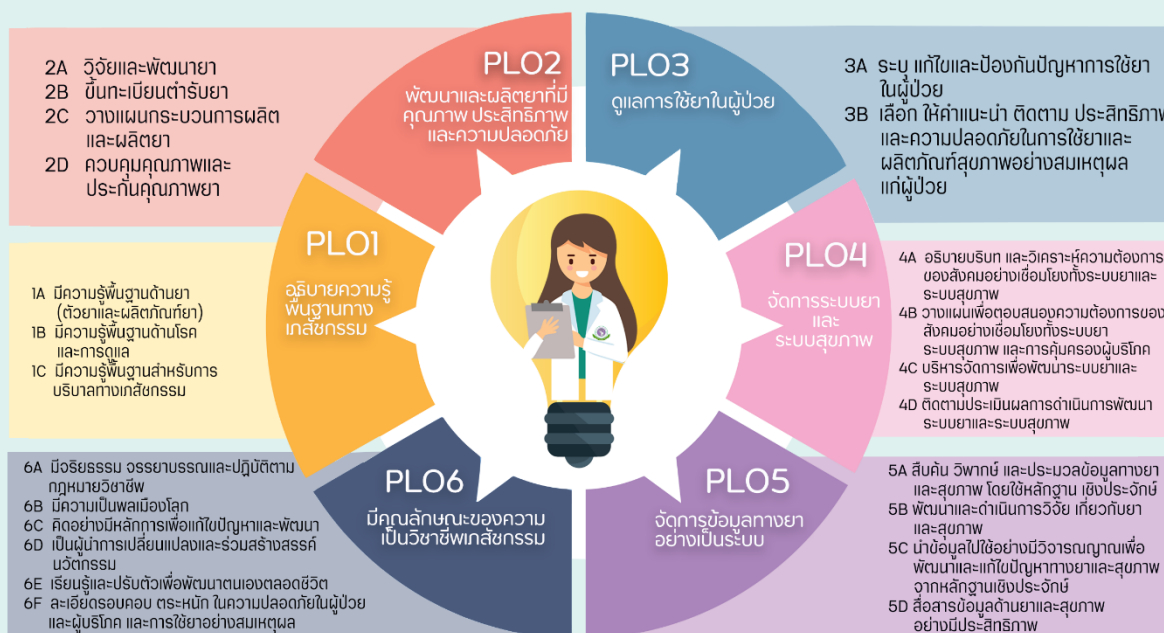 PLO1
อธิบายความรู้
พื้นฐานทาง
เภสัชกรรม
1A มีความรู้พื้นฐานด้านยา
(ตัวยาและผลิตภัณฑ์ยา)
1B มีความรู้พื้นฐานด้านโรค
และการดูแล
1C มีความรู้พื้นฐานสำหรับการ
บริบาลทางเภสัชกรรม
PLO2
พัฒนาและผลิตยาที่มี
คุณภาพ ประสิทธิภาพ
และความปลอดภัย
2A วิจัยและพัฒนายา
2B ขึ้นทะเบียนตำรับยา
2C วางแผนกระบวนการผลิต
และผลิตยา
2D ควบคุมคุณภาพและ
ประกันคุณภาพยา
PLO3
ดูแลการใช้ยาในผู้ป่วย
3A ระบุ แก้ไขและป้องกันปัญหาการใช้ยา
ในผู้ป่วย
3B เลือก ให้คำแนะนำ ติดตาม ประสิทธิภาพ
และความปลอดภัยในการใช้ยาและ
ผลิตภัณฑ์สุขภาพอย่างสมเหตุผล
แก่ผู้ป่วย
PLO4
จัดการระบบยา
และ
ระบบสุขภาพ
4A อธิบายบริบท และวิเคราะห์ความต้องการ
ของสังคมอย่างเชื่อมโยงทั้งระบบยาและ
ระบบสุขภาพ
4B วางแผนเพื่อตอบสนองความต้องการของ
สังคมอย่างเชื่อมโยงทั้งระบบยา
ระบบสุขภาพ และการคุ้มครองผู้บริโภค
4C บริหารจัดการเพื่อพัฒนาระบบยาและ
ระบบสุขภาพ
4D ติดตามประเมินผลการดำเนินการพัฒนา
ระบบยาและระบบสุขภาพ
PLO5
จัดการข้อมูลทางยา
อย่างเป็นระบบ
5A สืบค้น วิพากษ์ และประมวลข้อมูลทางยา
และสุขภาพ โดยใช้หลักฐาน เชิงประจักษ์
5B พัฒนาและดำเนินการวิจัย เกี่ยวกับยา
และสุขภาพ
5C นำข้อมูลไปใช้อย่างมีวิจารณญาณเพื่อ
พัฒนาและแก้ไขปัญหาทางยาและสุขภาพ
จากหลักฐานเชิงประจักษ์
5D สื่อสารข้อมูลด้านยาและสุขภาพ
อย่างมีประสิทธิภาพ
PLO6
มีคุณลักษณะของความ
เป็นวิชาชีพเภสัชกรรม
6A มีจริยธรรม จรรยาบรรณและปฏิบัติตาม
กฎหมายวิชาชีพ
6B มีความเป็นพลเมืองโลก
6C คิดอย่างมีหลักการเพื่อแก้ไขปัญหาและพัฒนา
6D เป็นผู้นำการเปลี่ยนแปลงและร่วมสร้างสรรค์
นวัตกรรม
6E เรียนรู้และปรับตัวเพื่อพัฒนาตนเองตลอดชีวิต
6F ละเอียดรอบคอบ ตระหนัก ในความปลอดภัยในผู้ป่วย
และผู้บริโภค และการใช้ยาอย่างสมเหตุผล